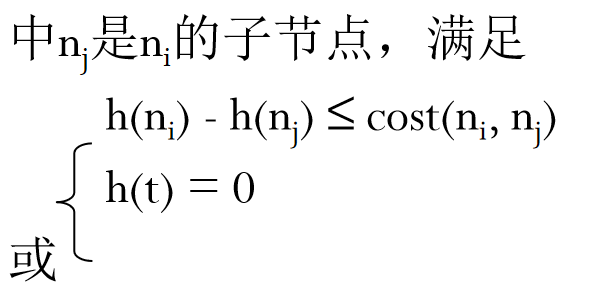 中nj是ni的子节点，满足
h(ni) - h(nj) ≤ cost(ni, nj)
h(t) = 0
或